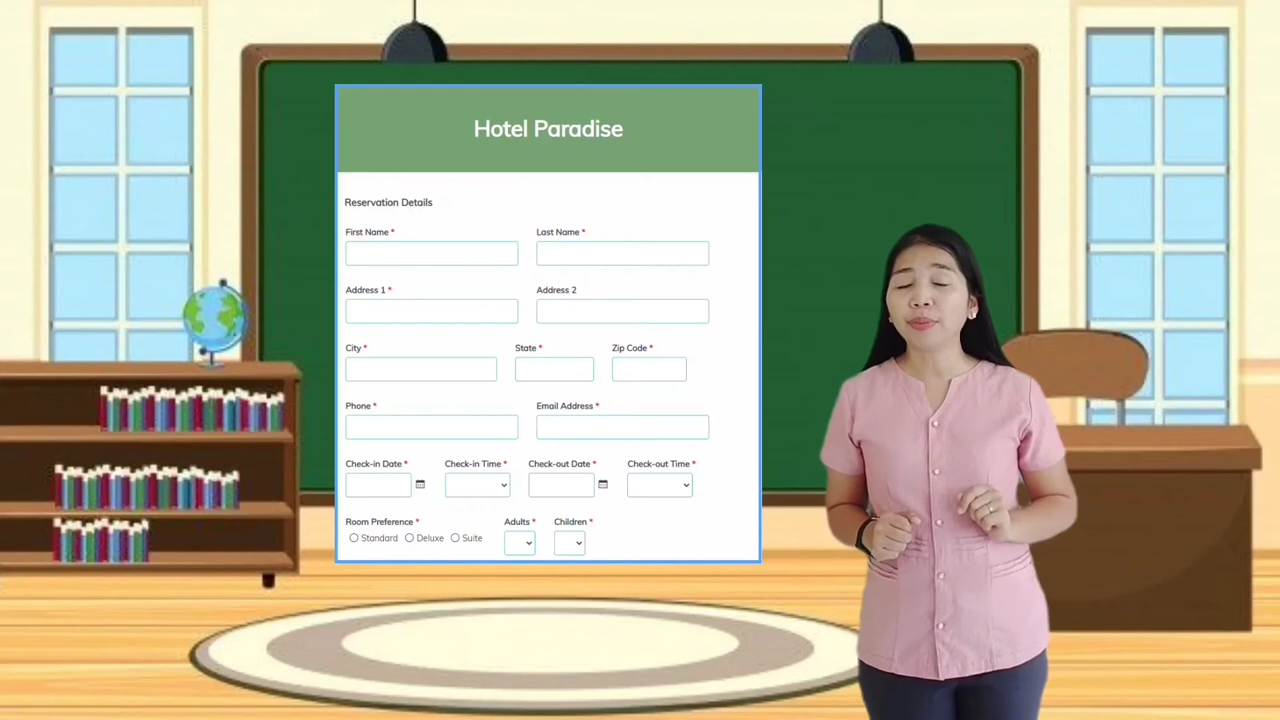 Hotel Paradise
Reservation Details
First Name * Last Name *
Address 1 * Address 2
City * State * Zip Code *
Phone * Email Address *
Check-in Date * Check-in Time * Check-out Date * Check-out Time *
Room Preference * Adults * Children *
Standard Deluxe Suite